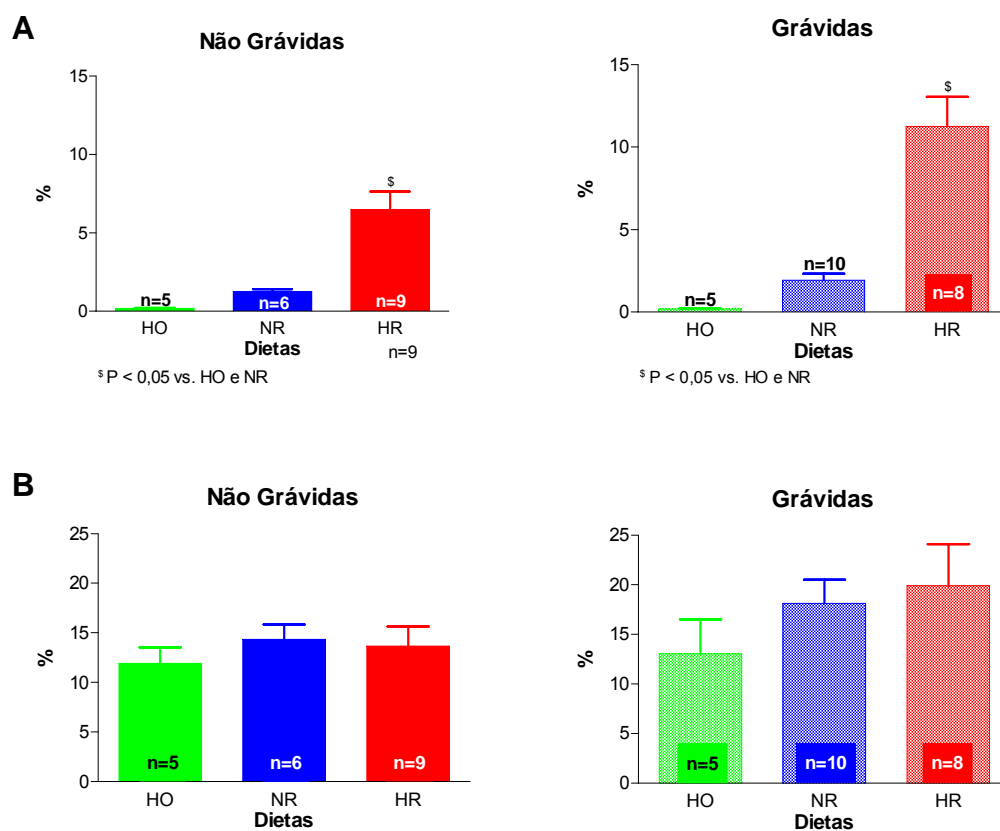 A
Não Grávidas
15
10
5
0
%
$
n=5
n=6
n=9
HO
NR
HR
Dietas
n=9
$ P < 0,05 vs. HO e NR
Grávidas
15
10
5
0
%
$
n=10
n=5
n=8
HO
NR
HR
Dietas
$ P < 0,05 vs. HO e NR
B
Não Grávidas
25
20
15
10
5
0
%
n=5
n=6
n=9
HO
NR
HR
Dietas
Grávidas
25
20
15
10
5
0
%
n=5
n=10
n=8
HO
NR
HR
Dietas